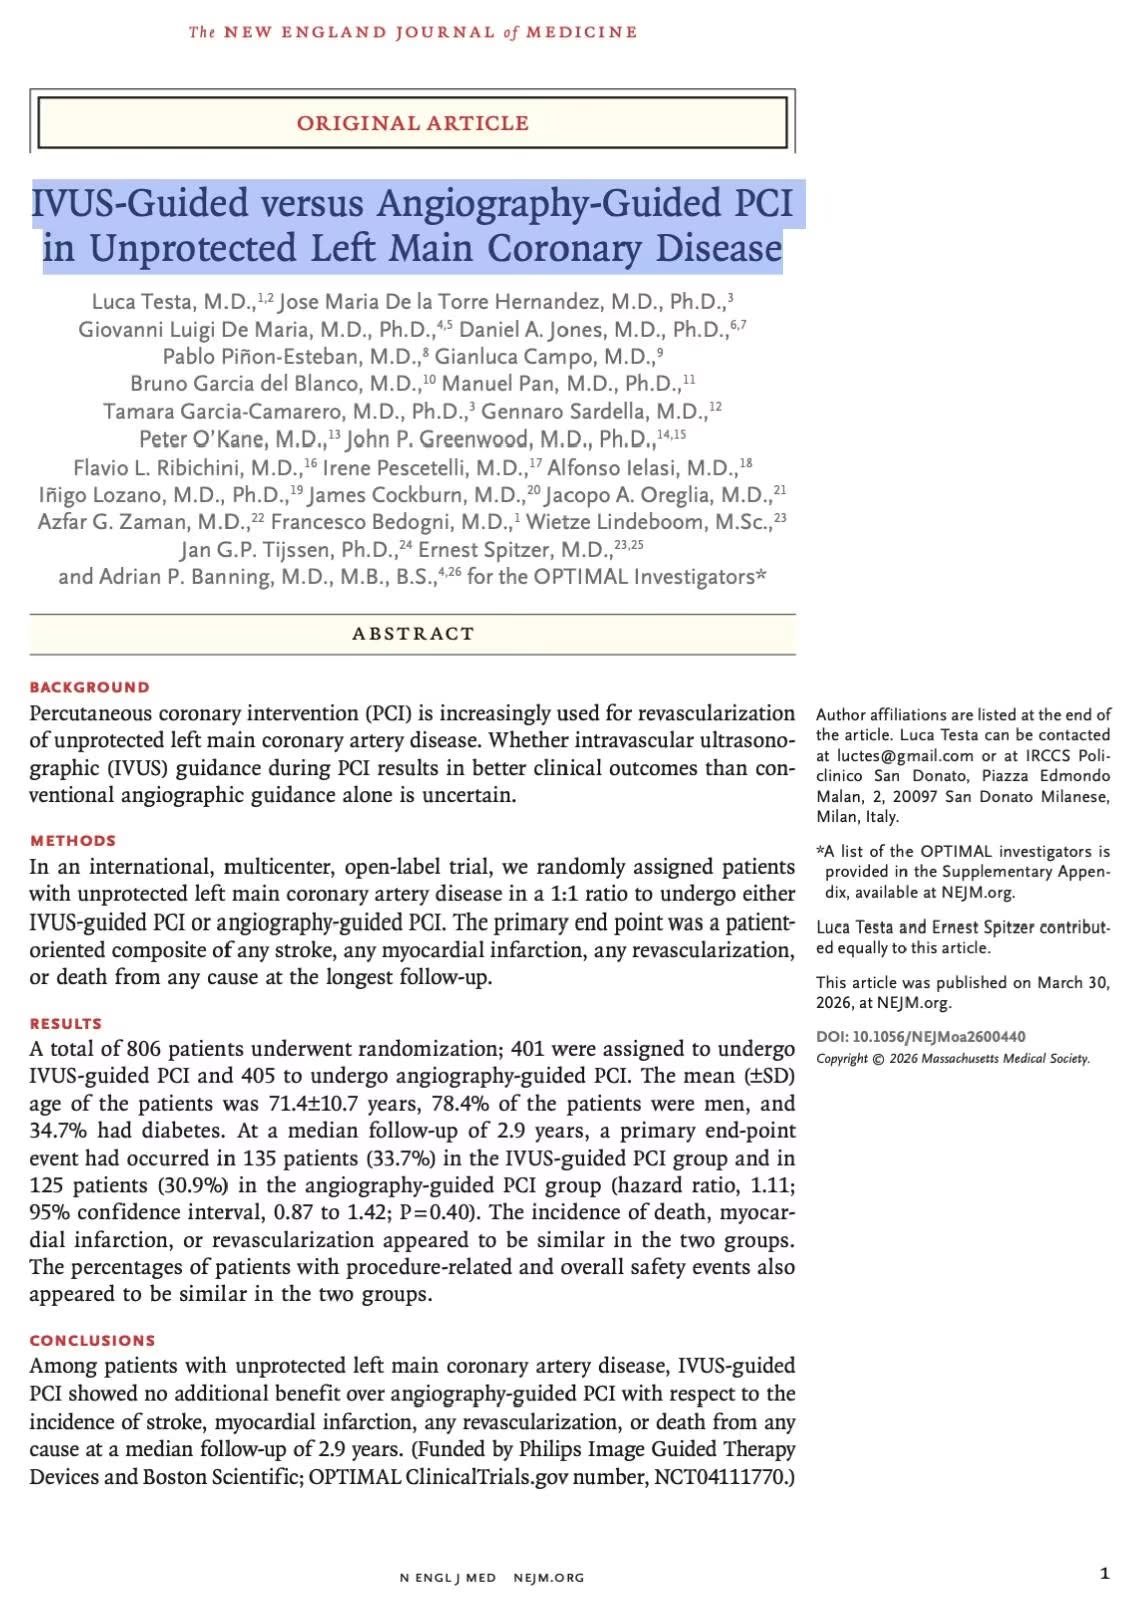 The NEW ENGLAND JOURNAL of MEDICINE
ORIGINAL ARTICLE
IVUS-Guided versus Angiography-Guided PCI
in Unprotected Left Main Coronary Disease
Luca Testa, M.D.,1,2 Jose Maria De la Torre Hernandez, M.D., Ph.D.,3
Giovanni Luigi De Maria, M.D., Ph.D.,4,5 Daniel A. Jones, M.D., Ph.D.,6,7
Pablo Piñon-Esteban, M.D.,8 Gianluca Campo, M.D.,9
Bruno Garcia del Blanco, M.D.,10 Manuel Pan, M.D., Ph.D.,11
Tamara Garcia-Camarero, M.D., Ph.D.,3 Gennaro Sardella, M.D.,12
Peter O'Kane, M.D.,13 John P. Greenwood, M.D., Ph.D.,14,15
Flavio L. Ribichini, M.D.,16 Irene Pescetelli, M.D.,17 Alfonso Ielasi, M.D.,18
Iñigo Lozano, M.D., Ph.D.,19 James Cockburn, M.D.,20 Jacopo A. Oreglia, M.D.,21
Azfar G. Zaman, M.D.,22 Francesco Bedogni, M.D.,1 Wietze Lindeboom, M.Sc.,23
Jan G.P. Tijssen, Ph.D.,24 Ernest Spitzer, M.D.,23,25
and Adrian P. Banning, M.D., M.B., B.S.,4,26 for the OPTIMAL Investigators*
ABSTRACT
BACKGROUND
Percutaneous coronary intervention (PCI) is increasingly used for revascularization
of unprotected left main coronary artery disease. Whether intravascular ultrasono-
graphic (IVUS) guidance during PCI results in better clinical outcomes than con-
ventional angiographic guidance alone is uncertain.
METHODS
In an international, multicenter, open-label trial, we randomly assigned patients
with unprotected left main coronary artery disease in a 1:1 ratio to undergo either
IVUS-guided PCI or angiography-guided PCI. The primary end point was a patient-
oriented composite of any stroke, any myocardial infarction, any revascularization,
or death from any cause at the longest follow-up.
RESULTS
A total of 806 patients underwent randomization; 401 were assigned to undergo
IVUS-guided PCI and 405 to undergo angiography-guided PCI. The mean (±SD)
age of the patients was 71.4±10.7 years, 78.4% of the patients were men, and
34.7% had diabetes. At a median follow-up of 2.9 years, a primary end-point
event had occurred in 135 patients (33.7%) in the IVUS-guided PCI group and in
125 patients (30.9%) in the angiography-guided PCI group (hazard ratio, 1.11;
95% confidence interval, 0.87 to 1.42; P=0.40). The incidence of death, myocar-
dial infarction, or revascularization appeared to be similar in the two groups.
The percentages of patients with procedure-related and overall safety events also
appeared to be similar in the two groups.
CONCLUSIONS
Among patients with unprotected left main coronary artery disease, IVUS-guided
PCI showed no additional benefit over angiography-guided PCI with respect to the
incidence of stroke, myocardial infarction, any revascularization, or death from any
cause at a median follow-up of 2.9 years. (Funded by Philips Image Guided Therapy
Devices and Boston Scientific; OPTIMAL ClinicalTrials.gov number, NCT04111770.)
Author affiliations are listed at the end of
the article. Luca Testa can be contacted
at luctes@gmail.com or at IRCCS Poli-
clinico San Donato, Piazza Edmondo
Malan, 2, 20097 San Donato Milanese,
Milan, Italy.
*A list of the OPTIMAL investigators is
provided in the Supplementary Appen-
dix, available at NEJM.org.
Luca Testa and Ernest Spitzer contribut-
ed equally to this article.
This article was published on March 30,
2026, at NEJM.org.
DOI: 10.1056/NEJMoa2600440
Copyright © 2026 Massachusetts Medical Society.
N ENGL J MED NEJM.ORG
1